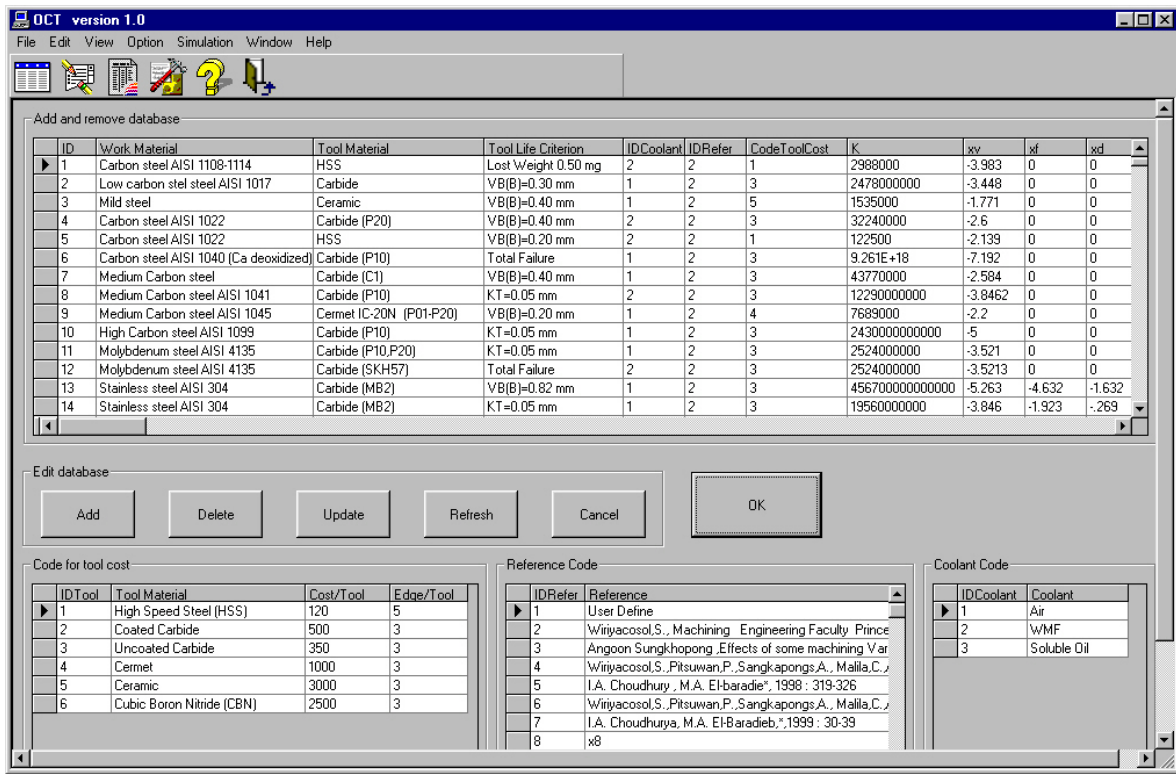 OCT version 1.0
File Edit View Option Simulation Window Help
Add and remove database
ID Work Material Tool Material Tool Life Criterion IDCoolant IDRefer CodeToolCost K xv xf xd
1 Carbon steel AISI 1108-1114 HSS Lost Weight 0.50 mg 2 2 1 2988000 -3.983 0 0
2 Low carbon stel steel AISI 1017 Carbide VB(B)=0.30 mm 1 2 3 2478000000 -3.448 0 0
3 Mild steel Ceramic VB(B)=0.40 mm 1 2 5 1535000 -1.771 0 0
4 Carbon steel AISI 1022 Carbide (P20) VB(B)=0.40 mm 2 2 3 32240000 -2.6 0 0
5 Carbon steel AISI 1022 HSS VB(B)=0.20 mm 2 2 1 122500 -2.139 0 0
6 Carbon steel AISI 1040 (Ca deoxidized) Carbide (P10) Total Failure 1 2 3 9.261E+18 -7.192 0 0
7 Medium Carbon steel Carbide (C1) VB(B)=0.40 mm 1 2 3 43770000 -2.584 0 0
8 Medium Carbon steel AISI 1041 Carbide (P10) KT=0.05 mm 2 2 3 12290000000 -3.8462 0 0
9 Medium Carbon steel AISI 1045 Cermet IC-20N (P01-P20) VB(B)=0.20 mm 1 2 4 7689000 -2.2 0 0
10 High Carbon steel AISI 1099 Carbide (P10) KT=0.05 mm 1 2 3 2430000000000 -5 0 0
11 Molybdenum steel AISI 4135 Carbide (P10,P20) KT=0.05 mm 1 2 3 2524000000 -3.521 0 0
12 Molybdenum steel AISI 4135 Carbide (SKH57) Total Failure 2 2 3 2524000000 -3.5213 0 0
13 Stainless steel AISI 304 Carbide (MB2) VB(B)=0.82 mm 1 2 3 456700000000000 -5.263 -4.632 -1.632
14 Stainless steel AISI 304 Carbide (MB2) KT=0.05 mm 1 2 3 19560000000 -3.846 -1.923 -.269
Edit database
Add Delete Update Refresh Cancel OK
Code for tool cost
IDTool Tool Material Cost/Tool Edge/Tool
1 High Speed Steel (HSS) 120 5
2 Coated Carbide 500 3
3 Uncoated Carbide 350 3
4 Cermet 1000 3
5 Ceramic 3000 3
6 Cubic Boron Nitride (CBN) 2500 3
Reference Code
IDRefer Reference
1 User Define
2 Wiriyacosol,S., Machining Engineering Faculty Prince
3 Angoon Sungkhopong ,Effects of some machining Var
4 Wiriyacosol,S.,Pitsuwan,P.,Sangkapongs,A., Malila,C.,
5 I.A. Choudhury , M.A. El-baradie*, 1998 : 319-326
6 Wiriyacosol,S.,Pitsuwan,P.,Sangkapongs,A., Malila,C.,
7 I.A. Choudhurya, M.A. El-Baradieb,*,1999 : 30-39
8 x8
Coolant Code
IDCoolant Coolant
1 Air
2 WMF
3 Soluble Oil